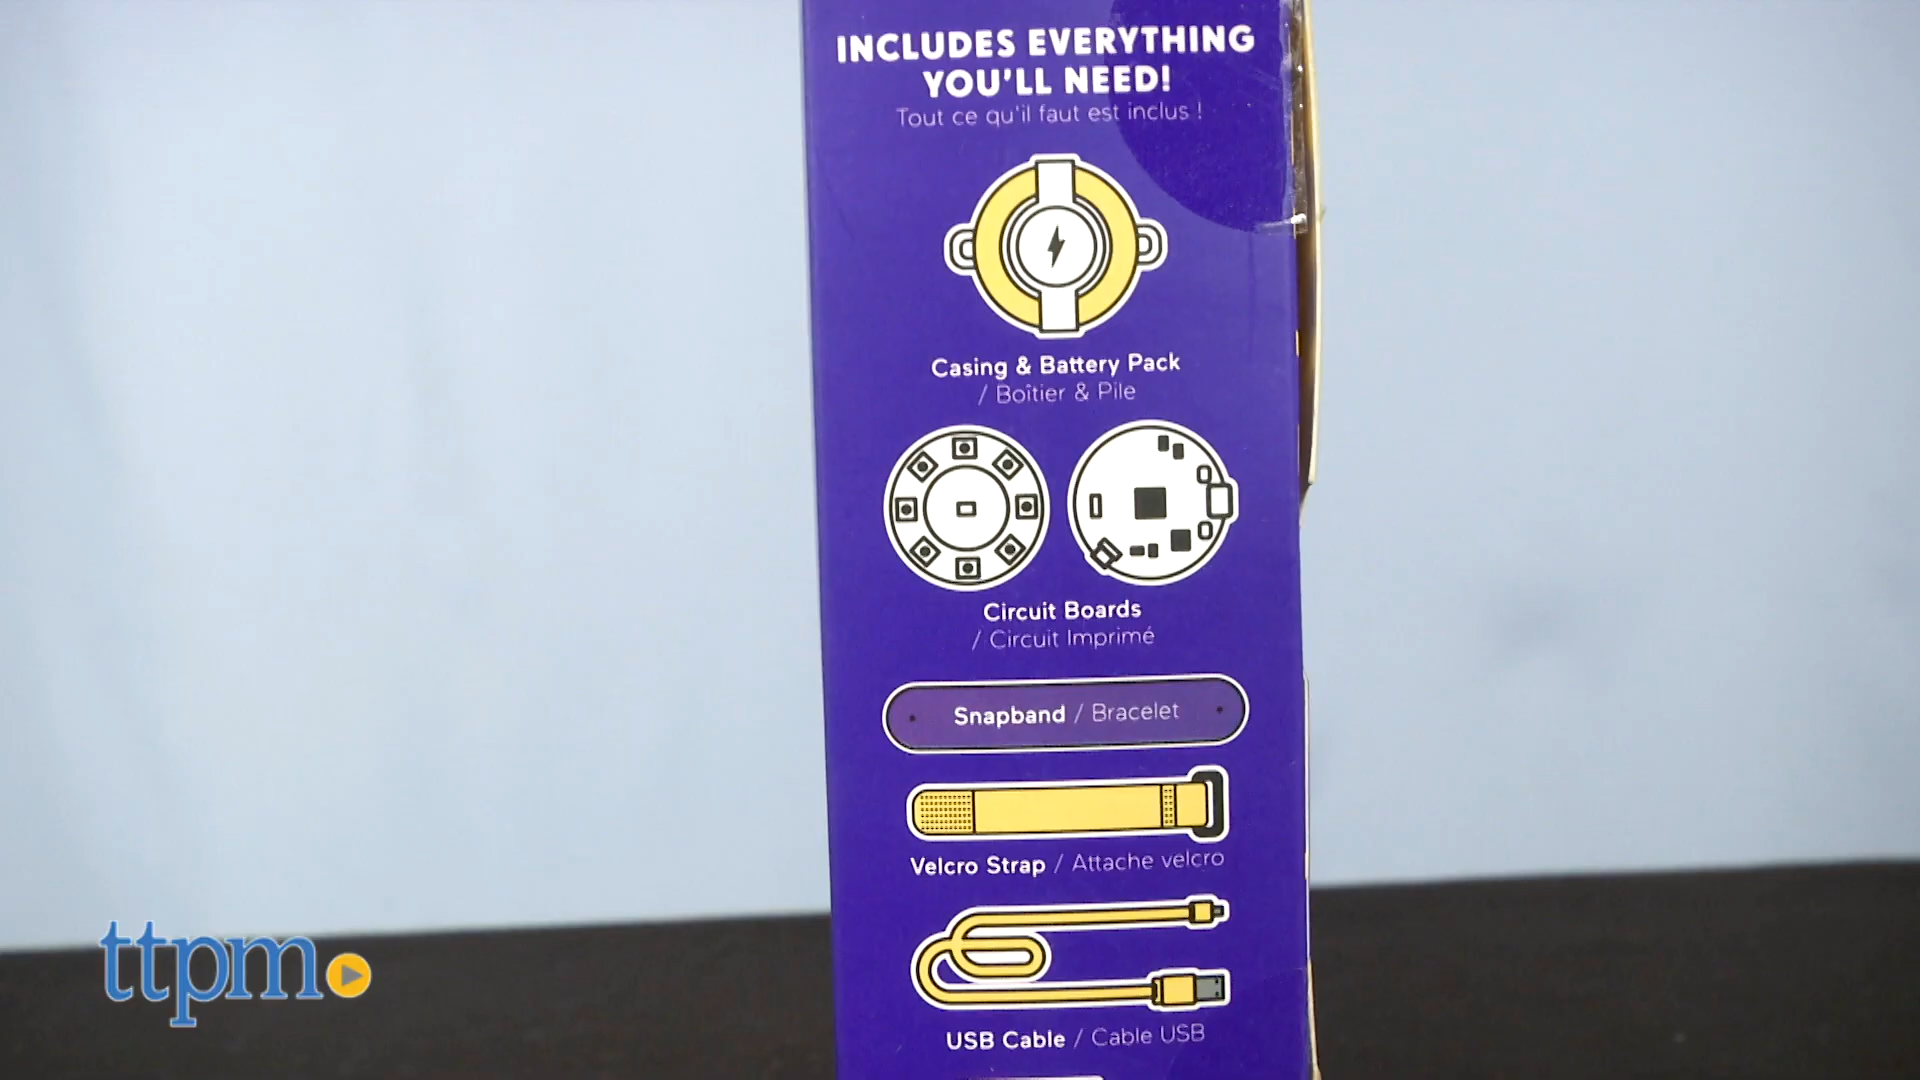 INCLUDES EVERYTHING
YOU'LL NEED!
Tout ce qu'il faut est inclus !
Casing & Battery Pack
/ Boîtier & Pile
Circuit Boards
/ Circuit Imprimé
Snapband / Bracelet
Velcro Strap / Attache velcro
USB Cable / Cable USB
ttpm